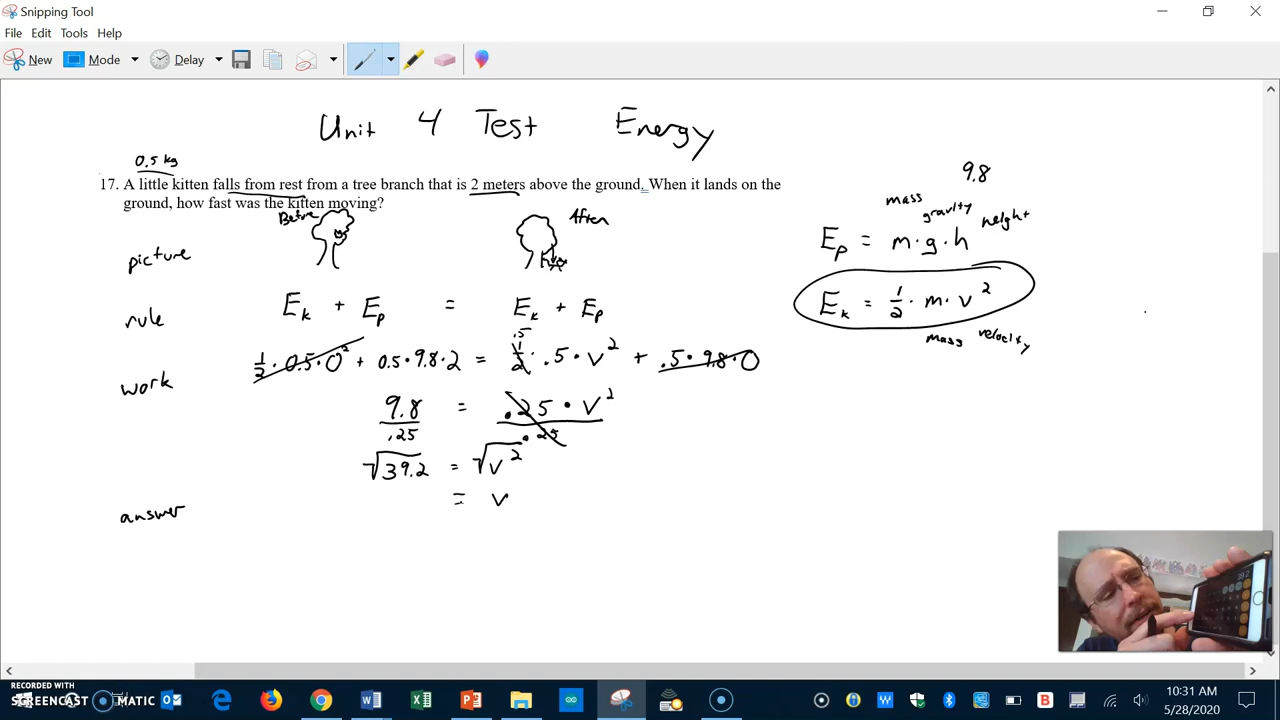 Snipping Tool
File Edit Tools Help
New Mode Delay
Unit 4 Test Energy
0.5 kg
17. A little kitten falls from rest from a tree branch that is 2 meters above the ground. When it lands on the
ground, how fast was the kitten moving?
Before After
picture
rule Ek + Ep = Ek + Ep
.5
work 1/2 · 0.5 · 0² + 0.5 · 9.8 · 2 = 1/2 · .5 · v² + .5 · 9.8 · 0
9.8 = .25 · v²
.25 .25
√39.2 = √v²
= v
answer
9.8
mass gravity height
Ep = m · g · h
Ek = 1/2 · m · v²
mass velocity
RECORDED WITH
SCREENCAST MATIC
10:31 AM
5/28/2020